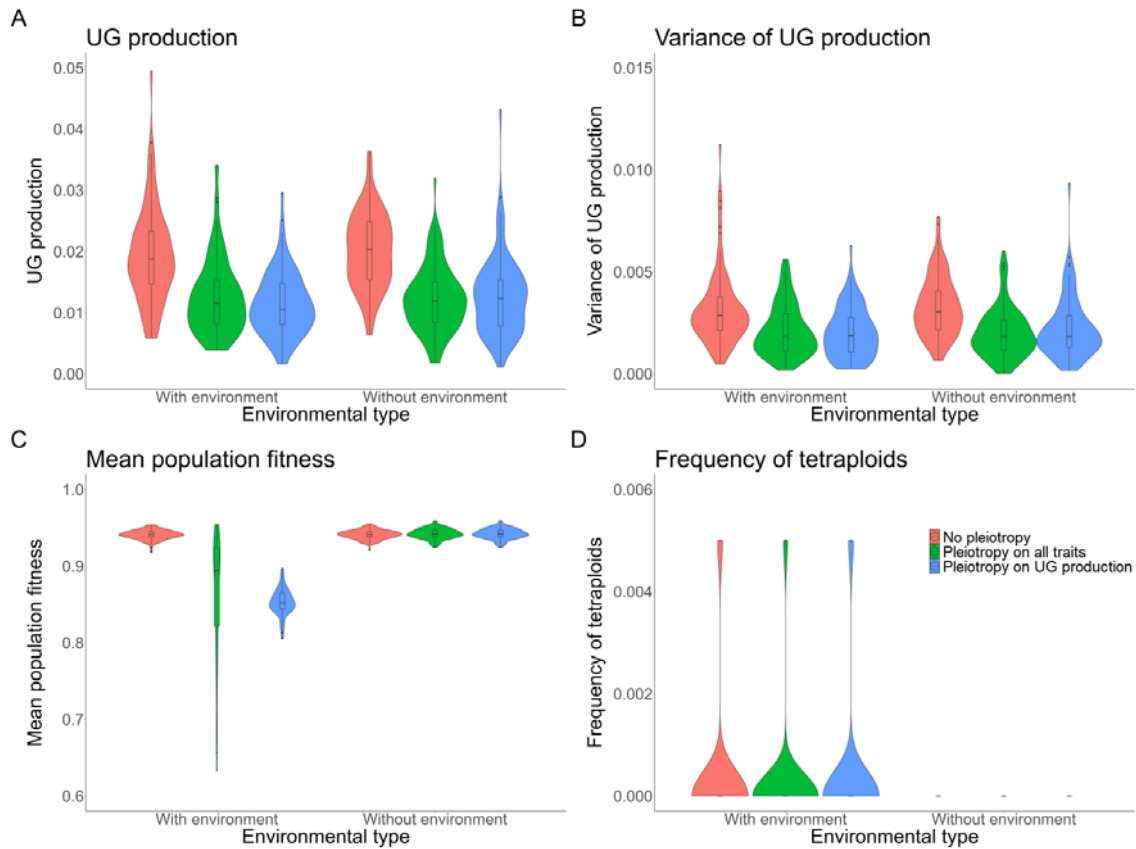 A
UG production
UG production
0.05
0.04
0.03
0.02
0.01
0.00
With environment
Without environment
Environmental type
B
Variance of UG production
Variance of UG production
0.015
0.010
0.005
0.000
With environment
Without environment
Environmental type
C
Mean population fitness
Mean population fitness
1.0
0.9
0.8
0.7
0.6
With environment
Without environment
Environmental type
D
Frequency of tetraploids
Frequency of tetraploids
0.006
0.004
0.002
0.000
No pleiotropy
Pleiotropy on all traits
Pleiotropy on UG production
With environment
Without environment
Environmental type